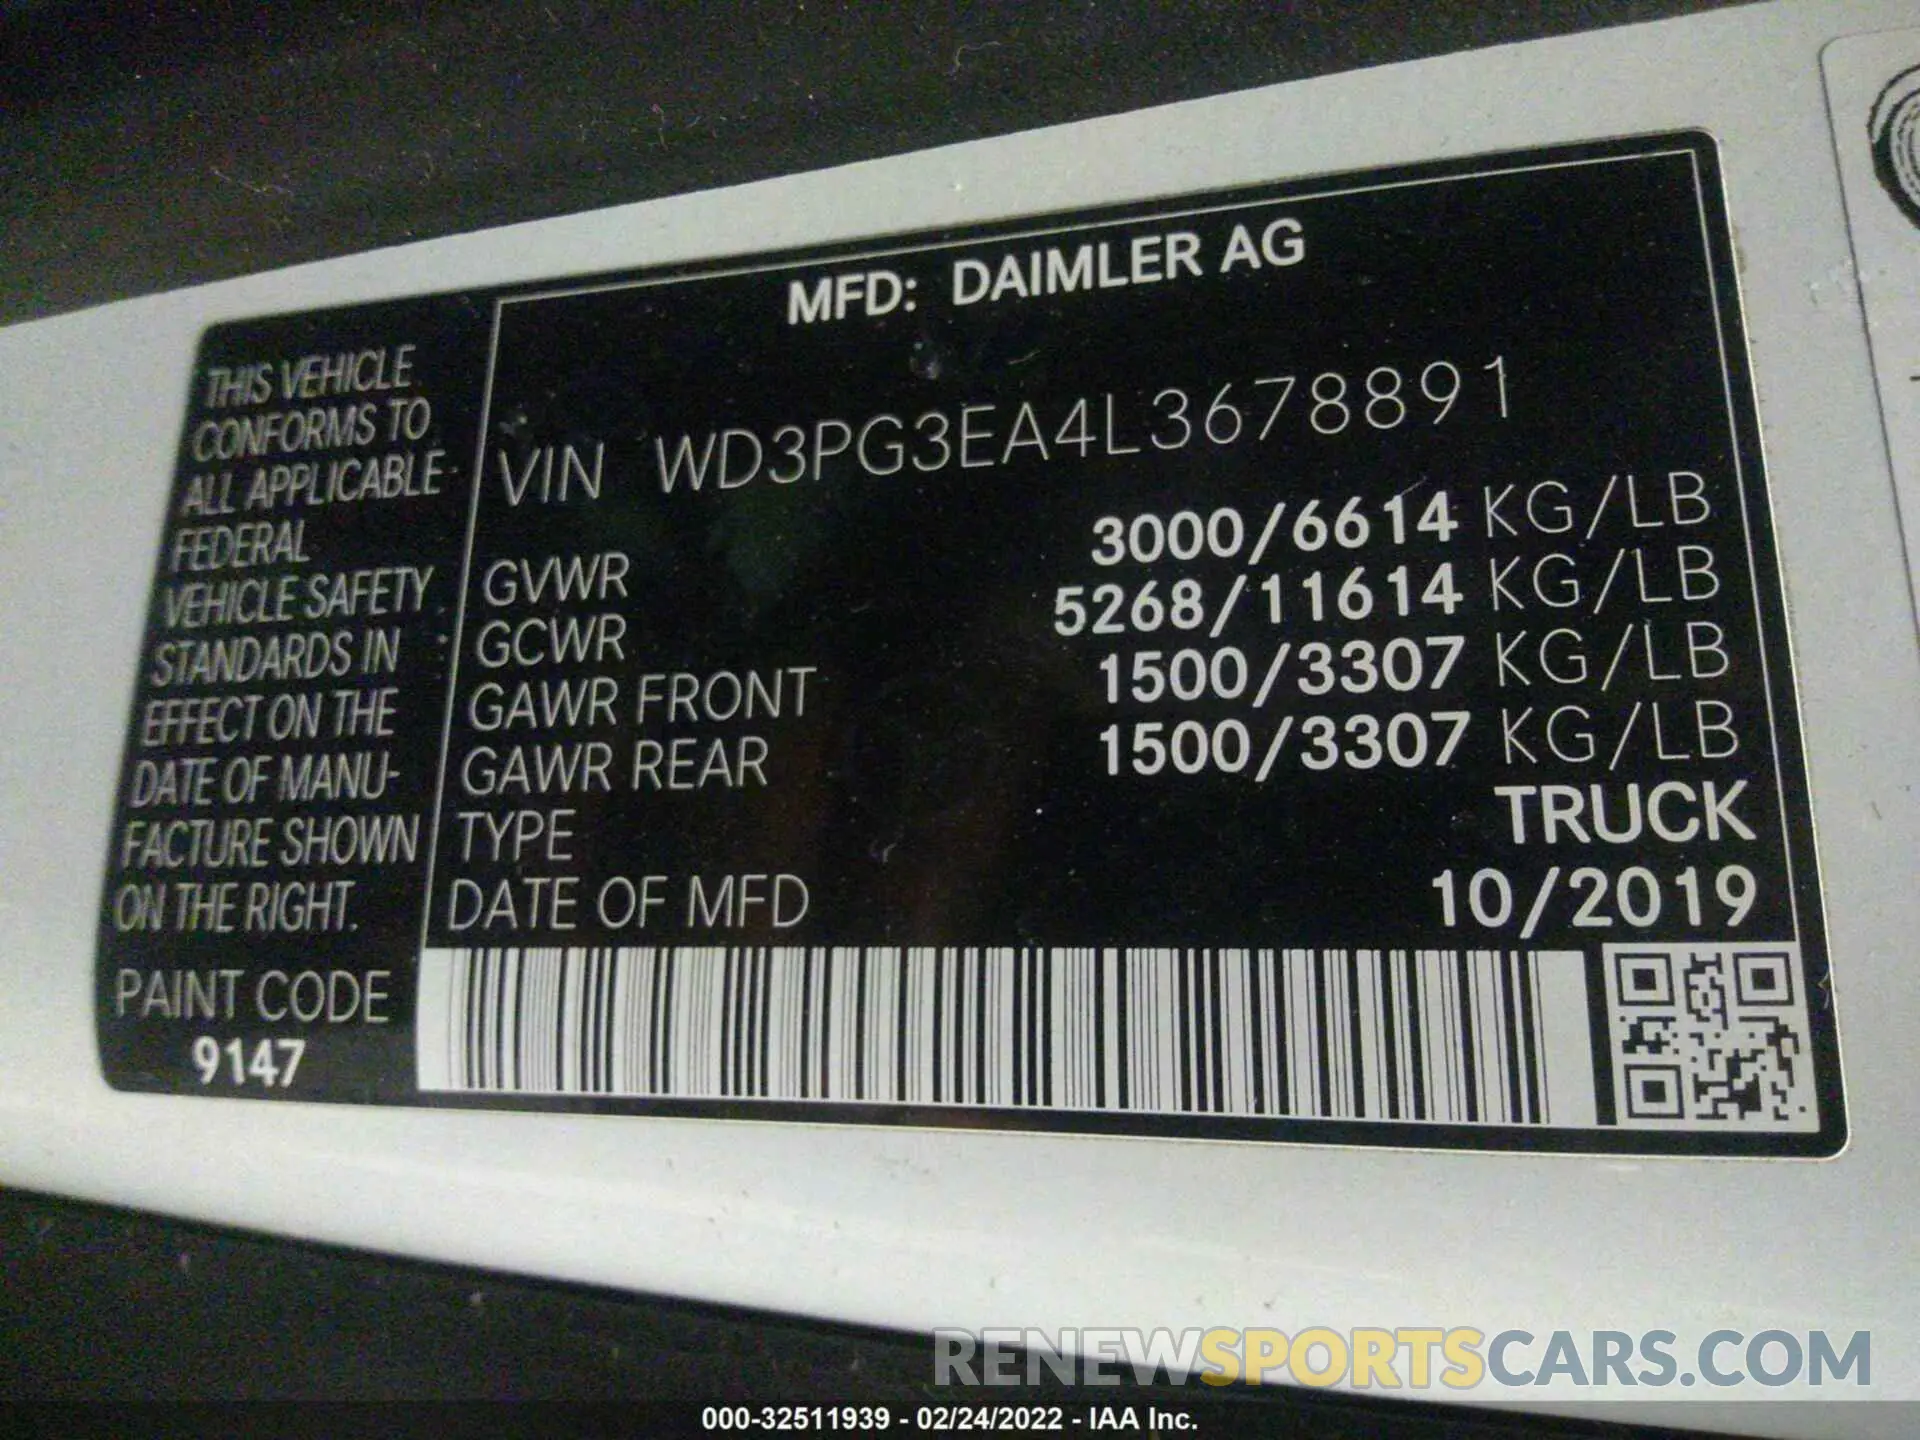 MFD: DAIMLER AG
THIS VEHICLE
CONFORMS TO
ALL APPLICABLE
FEDERAL
VEHICLE SAFETY
STANDARDS IN
EFFECT ON THE
DATE OF MANU-
FACTURE SHOWN
ON THE RIGHT.
PAINT CODE
9147
VIN WD3PG3EA4L3678891
GVWR 3000/6614 KG/LB
GCWR 5268/11614 KG/LB
GAWR FRONT 1500/3307 KG/LB
GAWR REAR 1500/3307 KG/LB
TYPE TRUCK
DATE OF MFD 10/2019
RENEWSPORTSCARS.COM
000-32511939 - 02/24/2022 - IAA Inc.